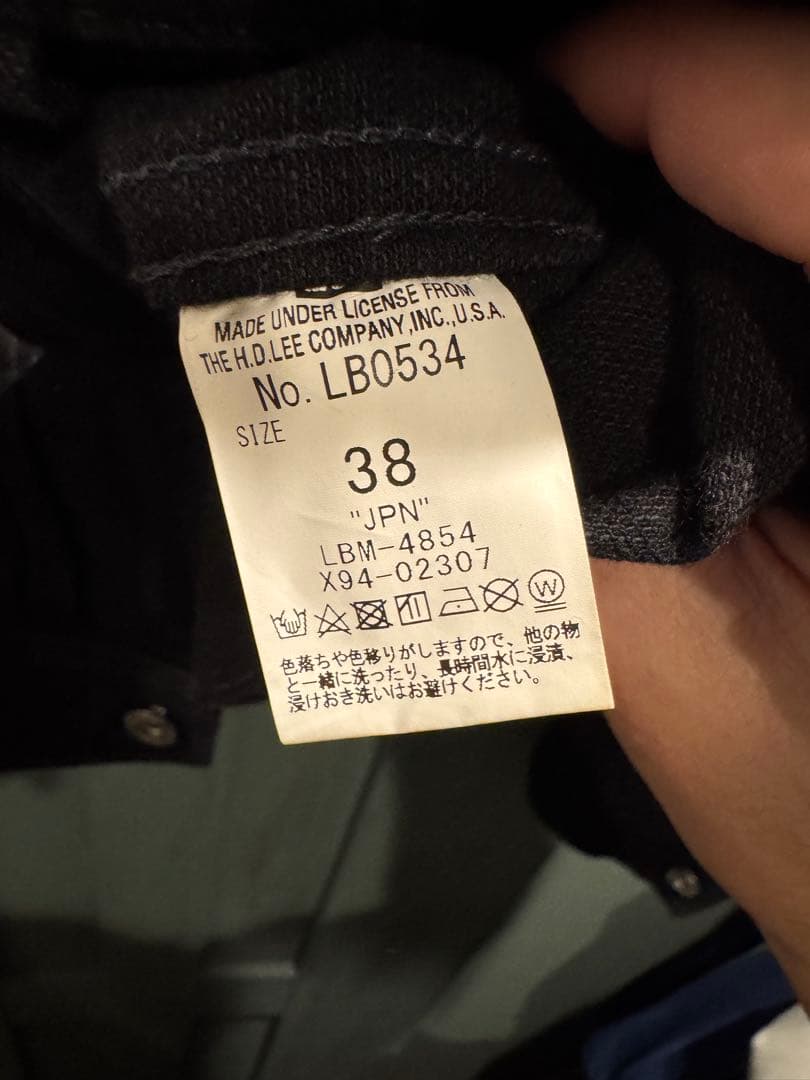 MADE UNDER LICENSE FROM
THE H.D.LEE COMPANY,INC.,U.S.A.
No. LB0534
SIZE
38
"JPN"
LBM-4854
X94-02307
W
色落ちや色移りがしますので、他の物
と一緒に洗ったり、長時間水に浸漬、
浸けおき洗いはお避けください。